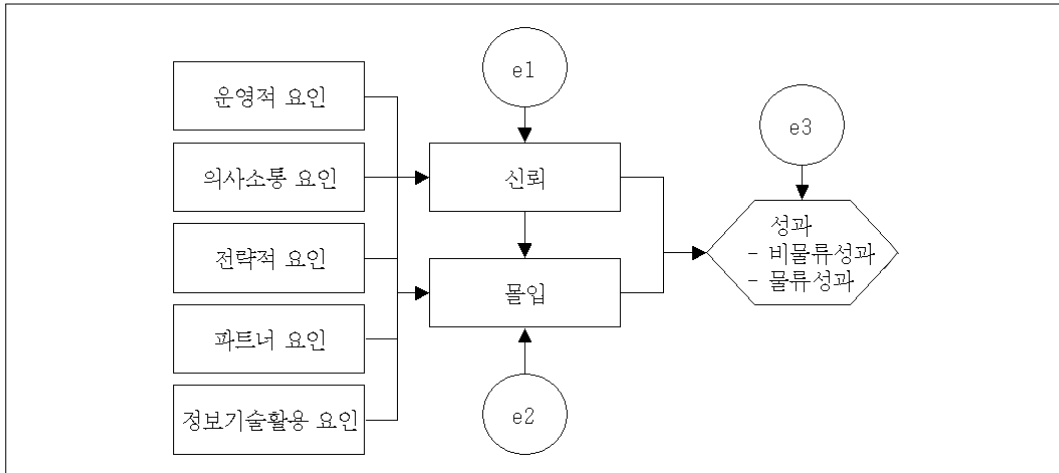 운영적 요인
의사소통 요인
전략적 요인
파트너 요인
정보기술활용 요인
e1
신뢰
몰입
e2
e3
성과
- 비물류성과
- 물류성과